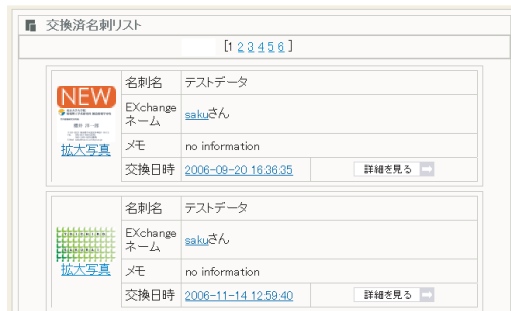 交換済名刺リスト
[1 2 3 4 5 6 ]
NEW
拡大写真
名刺名 テストデータ
EXchange ネーム sakuさん
メモ no information
交換日時 2006-09-20 16:36:35 詳細を見る
拡大写真
名刺名 テストデータ
EXchange ネーム sakuさん
メモ no information
交換日時 2006-11-14 12:59:40 詳細を見る